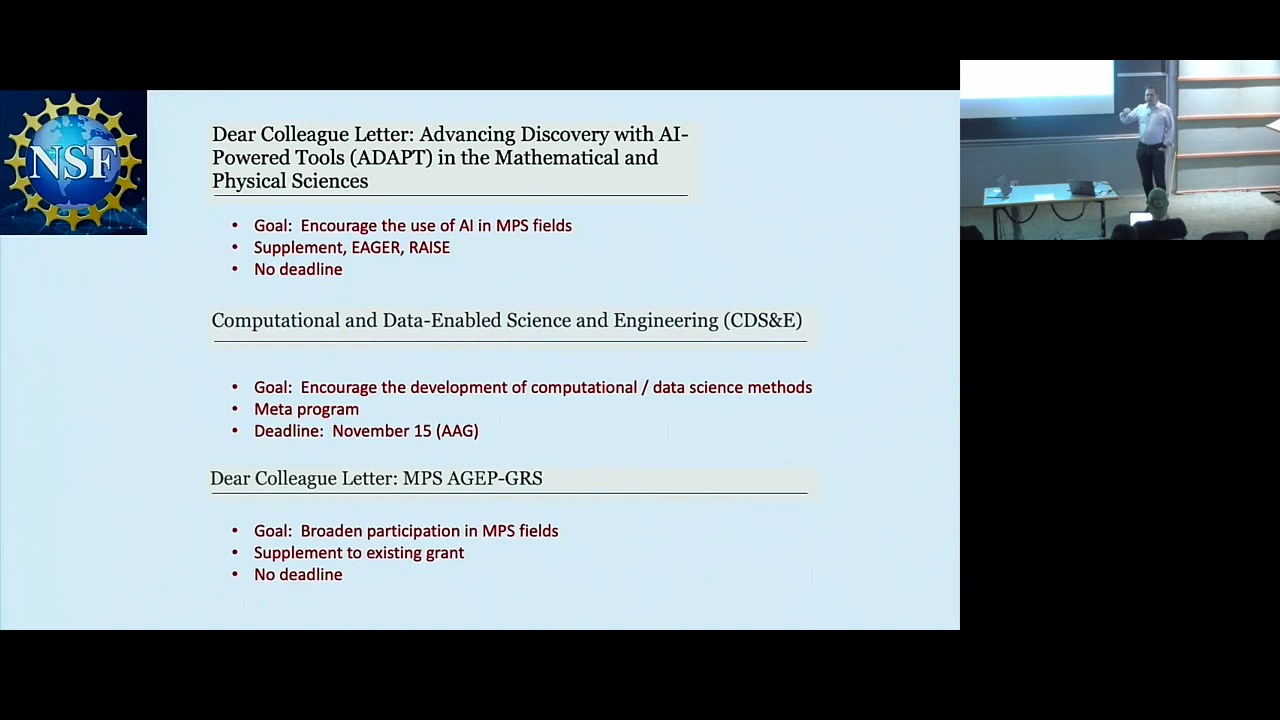 NSF
Dear Colleague Letter: Advancing Discovery with AI-
Powered Tools (ADAPT) in the Mathematical and
Physical Sciences
• Goal: Encourage the use of AI in MPS fields
• Supplement, EAGER, RAISE
• No deadline
Computational and Data-Enabled Science and Engineering (CDS&E)
• Goal: Encourage the development of computational / data science methods
• Meta program
• Deadline: November 15 (AAG)
Dear Colleague Letter: MPS AGEP-GRS
• Goal: Broaden participation in MPS fields
• Supplement to existing grant
• No deadline